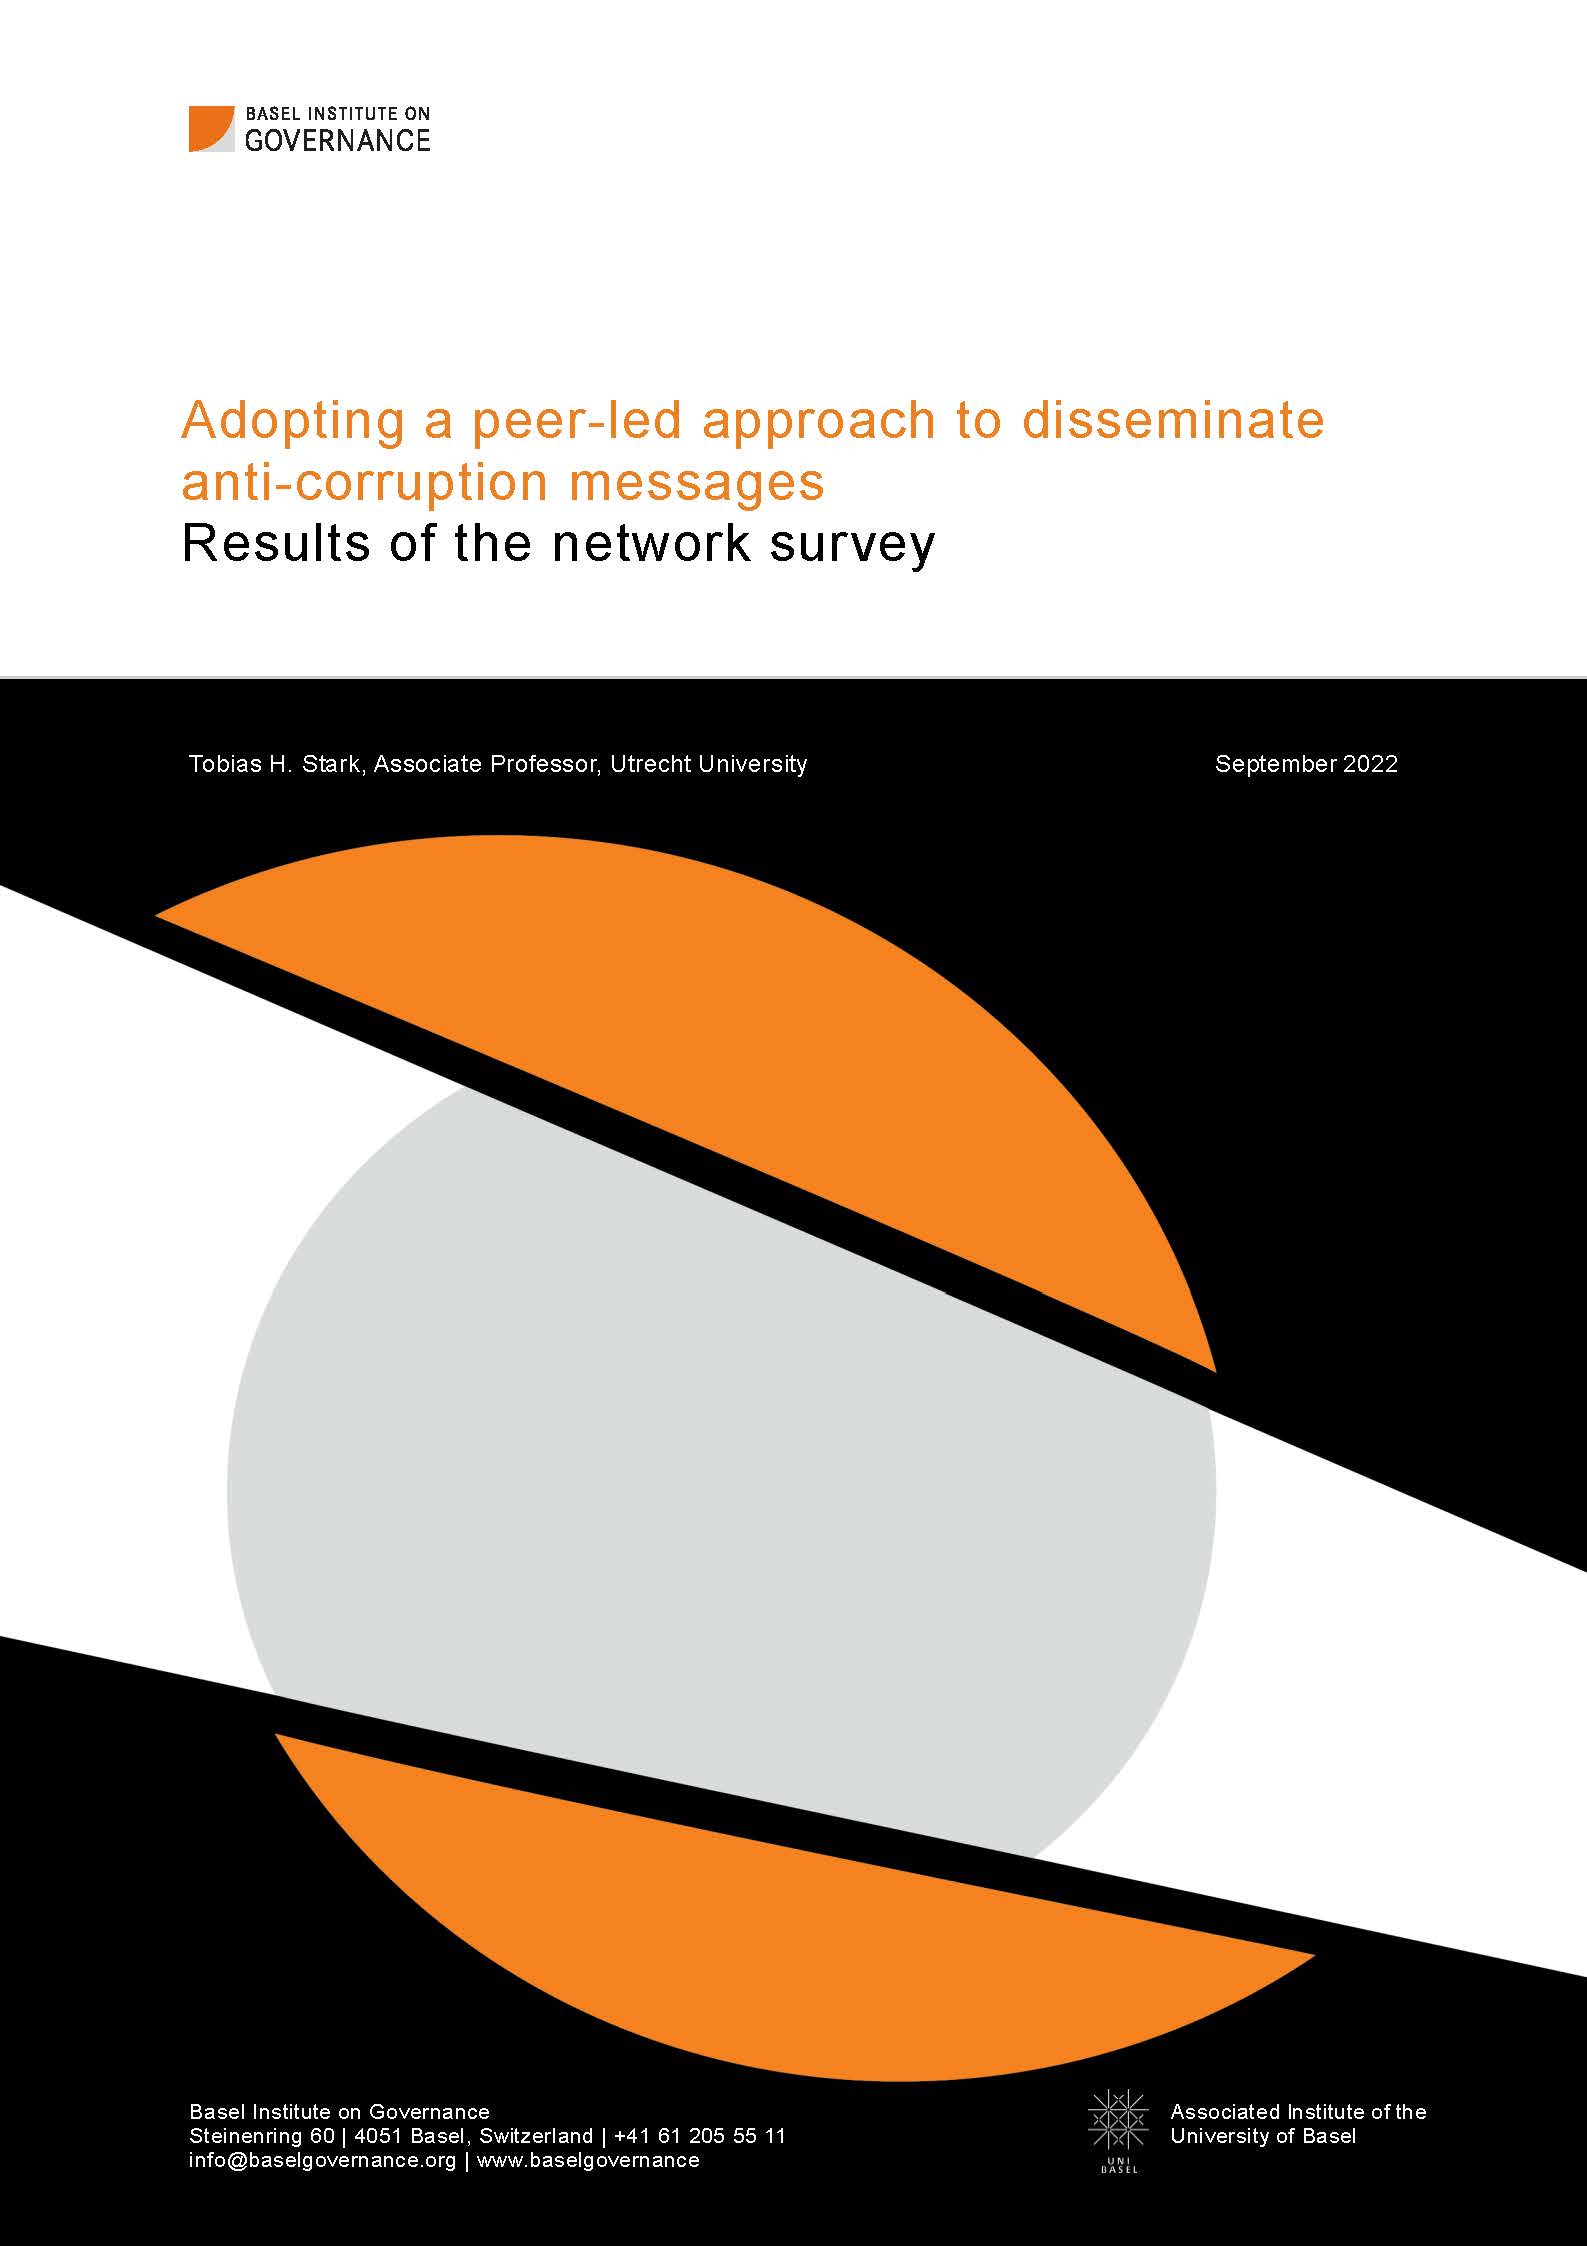 BASEL INSTITUTE ON
GOVERNANCE
Adopting a peer-led approach to disseminate
anti-corruption messages
Results of the network survey
Tobias H. Stark, Associate Professor, Utrecht University
September 2022
Basel Institute on Governance
Steinenring 60 | 4051 Basel, Switzerland | +41 61 205 55 11
info@baselgovernance.org | www.baselgovernance
UNI
BASEL
Associated Institute of the
University of Basel